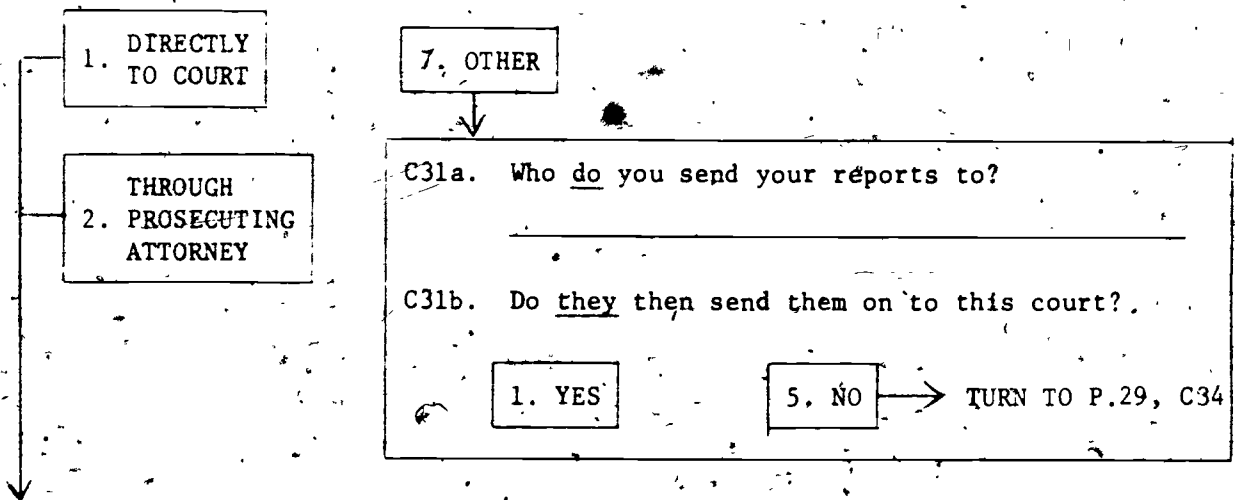 1. DIRECTLY
TO COURT
7. OTHER
THROUGH
2. PROSECUTING
ATTORNEY
C31a. Who do you send your reports to?
C31b. Do they then send them on to this court?
1. YES
5. NO
TURN TO P.29, C34